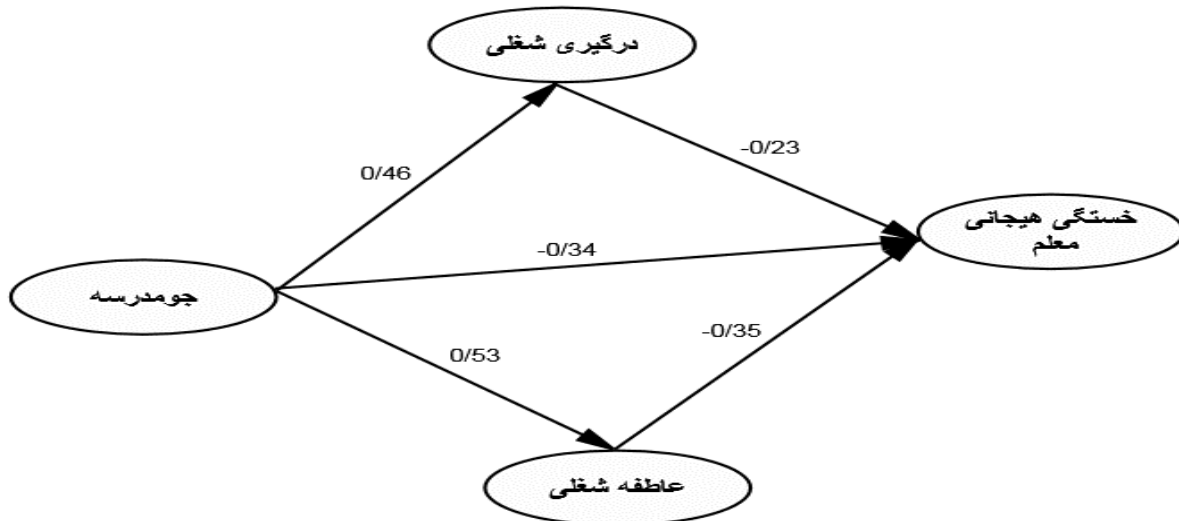 درگیری شغلی
-0/23
0/46
خستگی هیجانی
معلم
-0/34
جومدرسه
-0/35
0/53
عاطفه شغلی